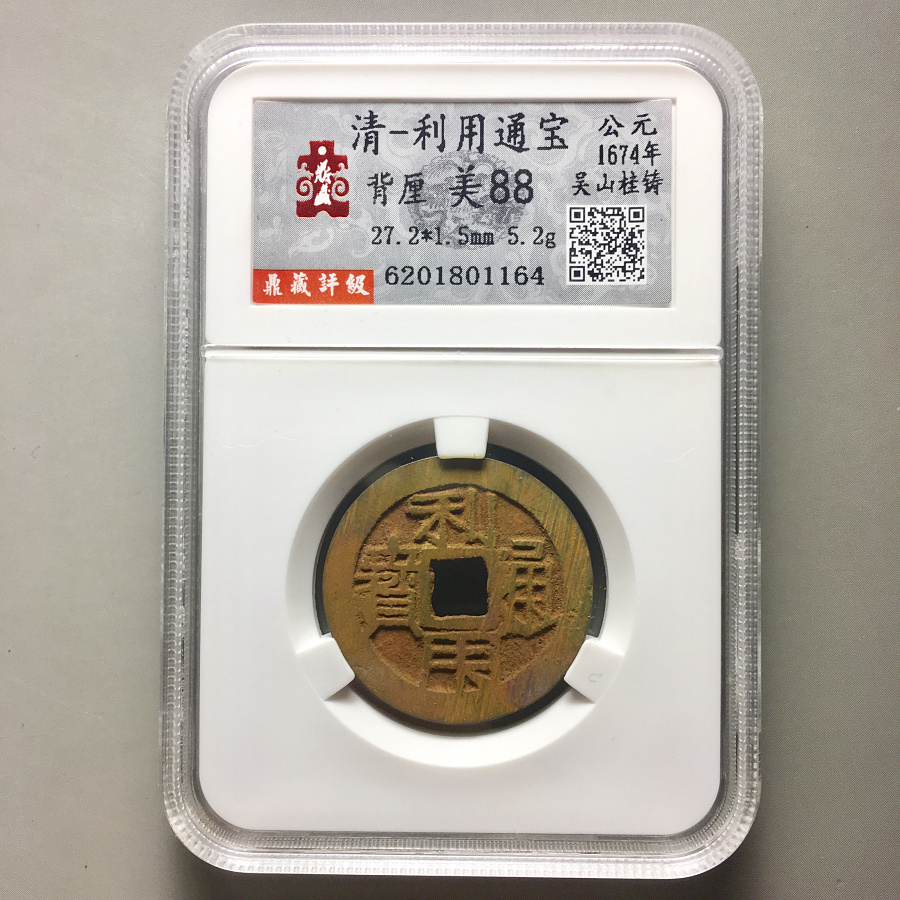 清-利用通宝
公元
1674年
吴山桂铸
背厘 美88
27.2*1.5mm 5.2g
鼎藏評級
6201801164
利用通寳